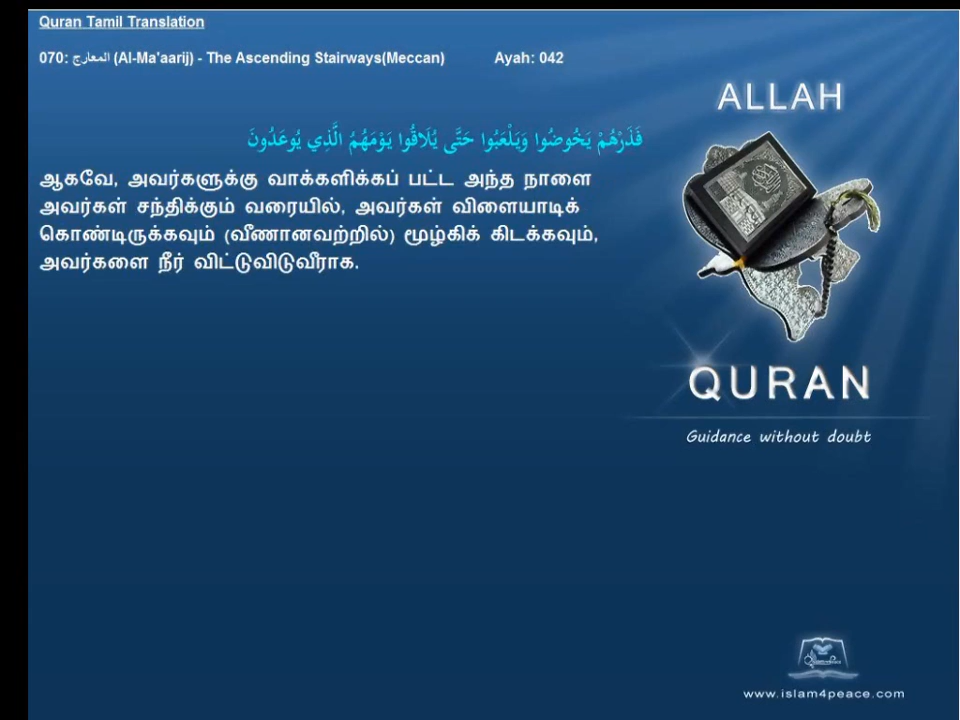 Quran Tamil Translation
070: المعارج (Al-Ma'aarij) - The Ascending Stairways(Meccan) Ayah: 042
فَذَرْهُمْ يَخُوضُوا وَيَلْعَبُوا حَتَّى يُلَاقُوا يَوْمَهُمُ الَّذِي يُوعَدُونَ
ஆகவே, அவர்களுக்கு வாக்களிக்கப் பட்ட அந்த நாளை
அவர்கள் சந்திக்கும் வரையில், அவர்கள் விளையாடிக்
கொண்டிருக்கவும் (வீணானவற்றில்) மூழ்கிக் கிடக்கவும்,
அவர்களை நீர் விட்டுவிடுவீராக.
ALLAH
QURAN
Guidance without doubt
www.islam4peace.com